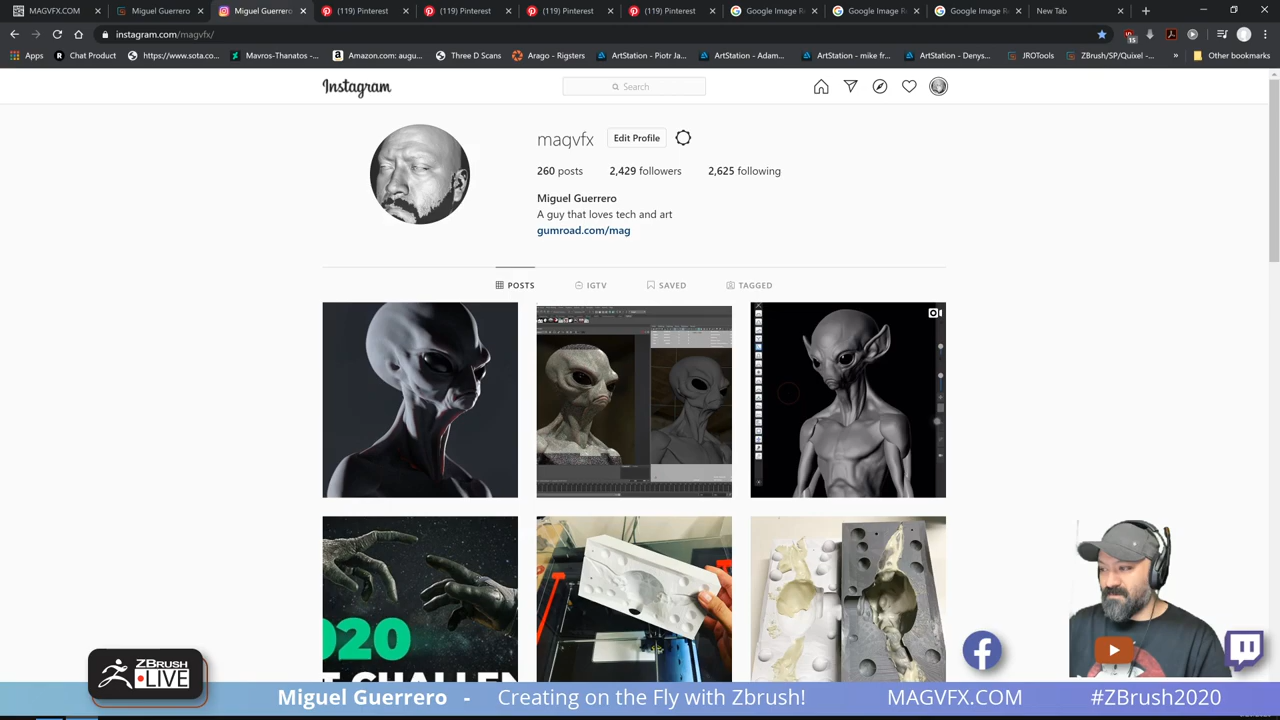 MAGVFX.COM
Miguel Guerrero
Miguel Guerrero
(119) Pinterest
(119) Pinterest
(119) Pinterest
(119) Pinterest
Google Image R
Google Image R
Google Image R
New Tab
instagram.com/magvfx/
15
Apps
Chat Product
https://www.sota.co...
Mavros-Thanatos - ...
Amazon.com: augu...
Three D Scans
Arago - Rigsters
ArtStation - Piotr Ja...
ArtStation - Adam...
ArtStation - mike fr...
ArtStation - Denys...
JROTools
ZBrush/SP/Quixel -...
»
Other bookmarks
Instagram
Search
magvfx
Edit Profile
260 posts
2,429 followers
2,625 following
Miguel Guerrero
A guy that loves tech and art
gumroad.com/mag
POSTS
IGTV
SAVED
TAGGED
020
T CHALLEN
ZBRUSH
LIVE
Miguel Guerrero - Creating on the Fly with Zbrush! MAGVFX.COM #ZBrush2020